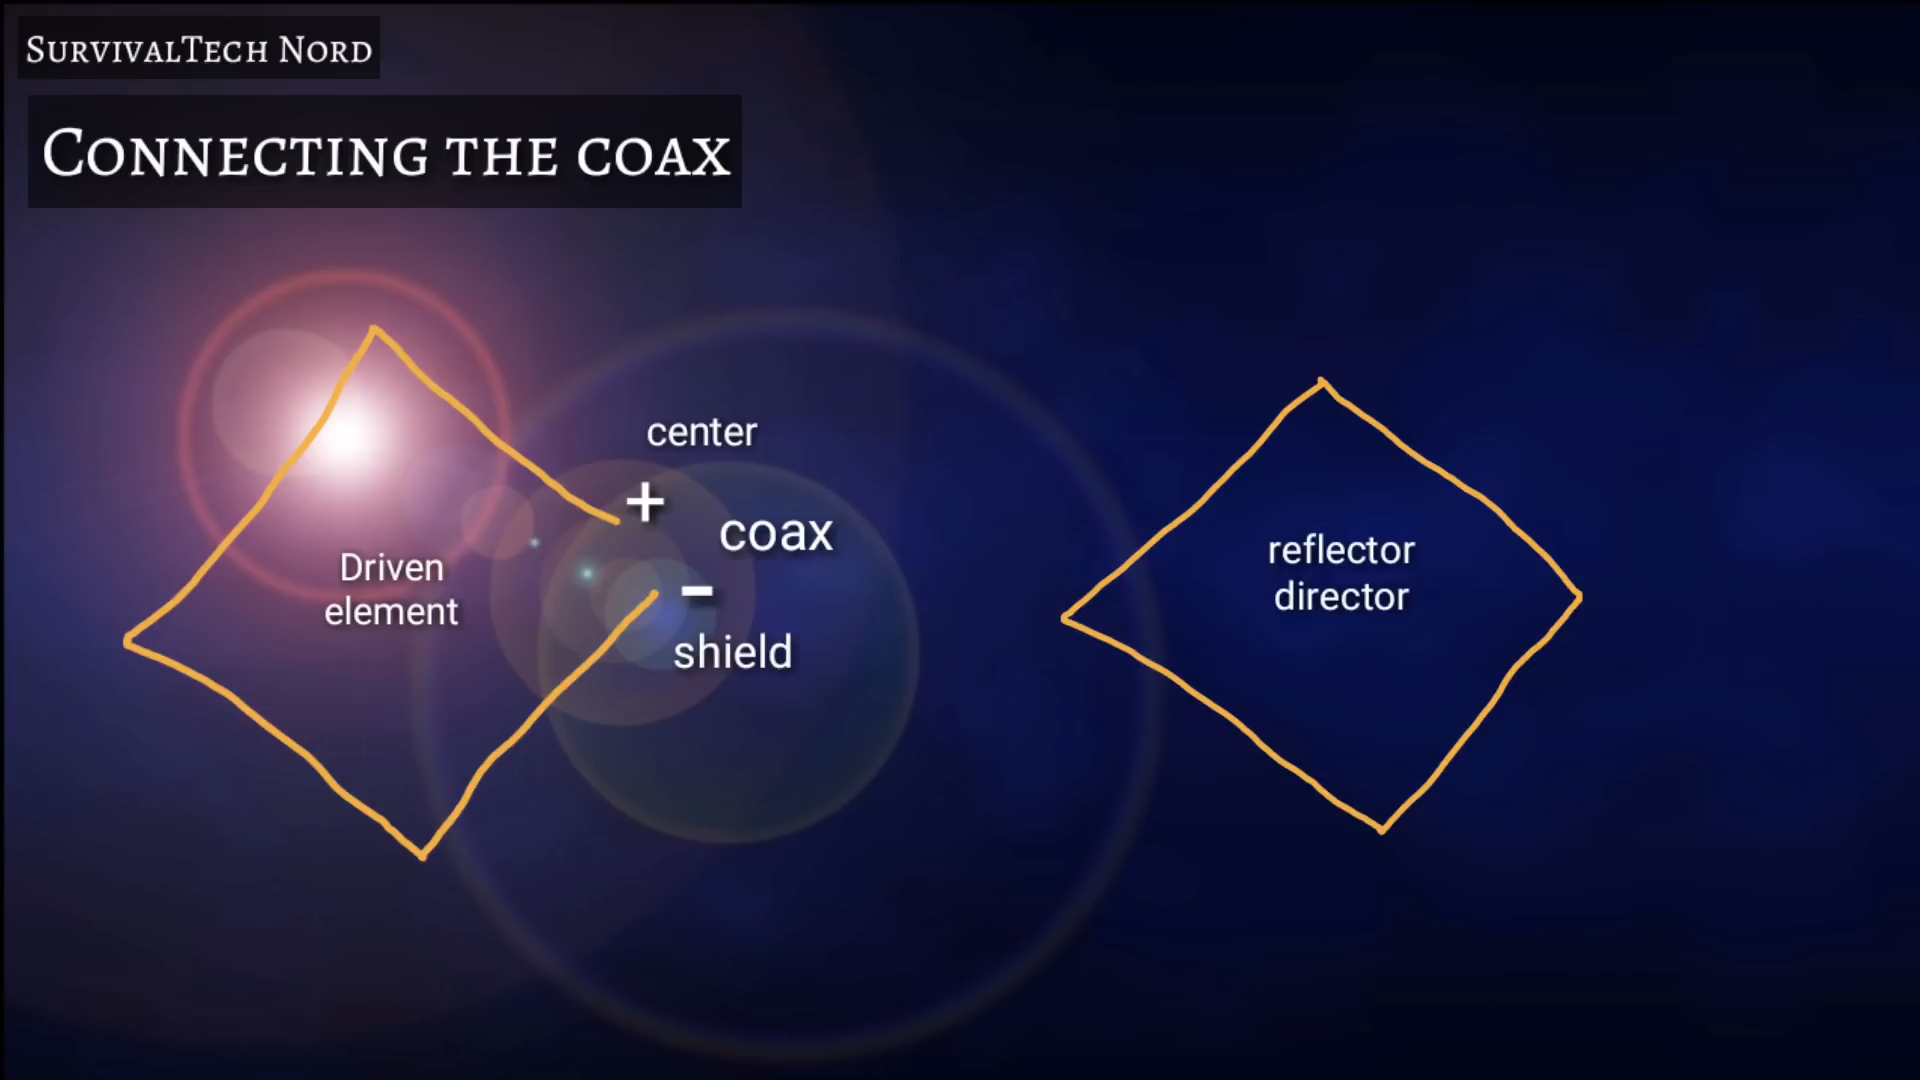 SurvivalTech Nord
Connecting the coax
center
+
coax
Driven
element
-
shield
reflector
director